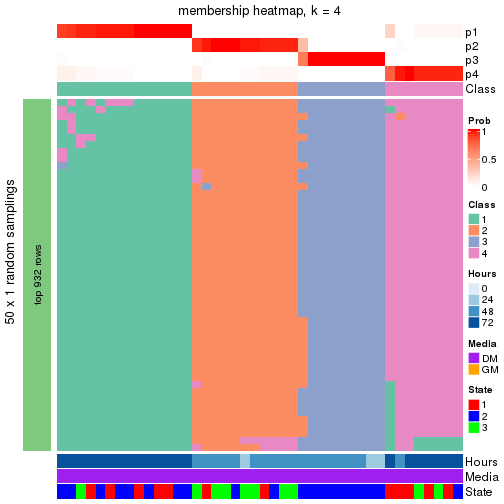 membership heatmap, k = 4
p1
p2
p3
p4
Class
50 x 1 random samplings
top 932 rows
Hours
Media
State
Prob
1
0.5
0
Class
1
2
3
4
Hours
0
24
48
72
Media
DM
GM
State
1
2
3